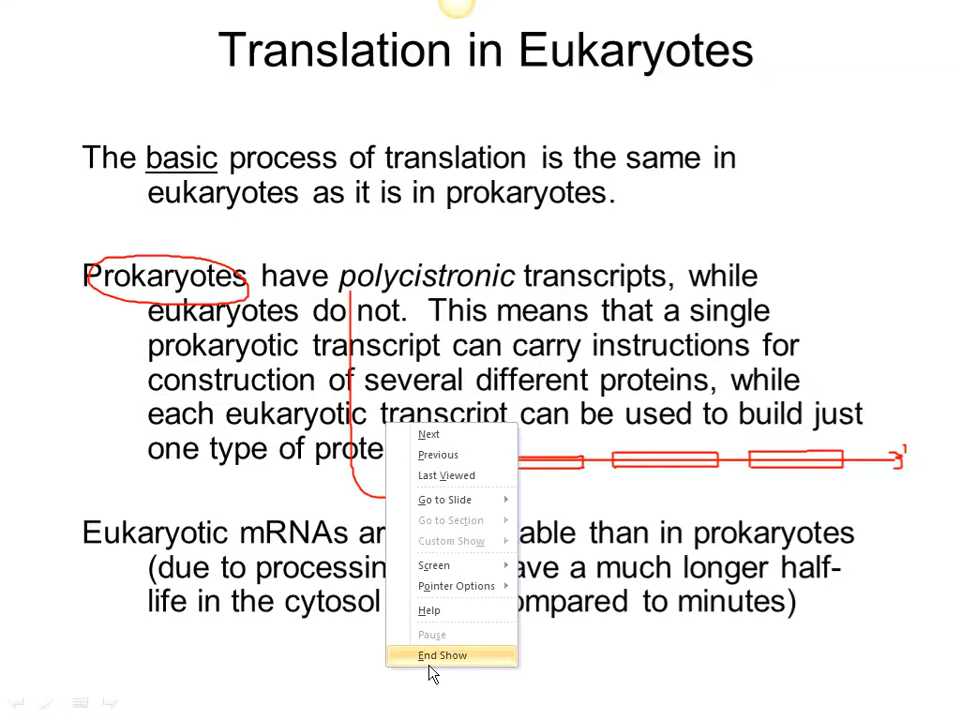 Translation in Eukaryotes
The basic process of translation is the same in
eukaryotes as it is in prokaryotes.
Prokaryotes have polycistronic transcripts, while
eukaryotes do not. This means that a single
prokaryotic transcript can carry instructions for
construction of several different proteins, while
each eukaryotic transcript can be used to build just
one type of prote
Next
Previous
Last Viewed
Go to Slide
Go to Section
Custom Show
Screen
Pointer Options
Help
Pause
End Show
Eukaryotic mRNAs ar able than in prokaryotes
(due to processin ave a much longer half-
life in the cytosol ompared to minutes)